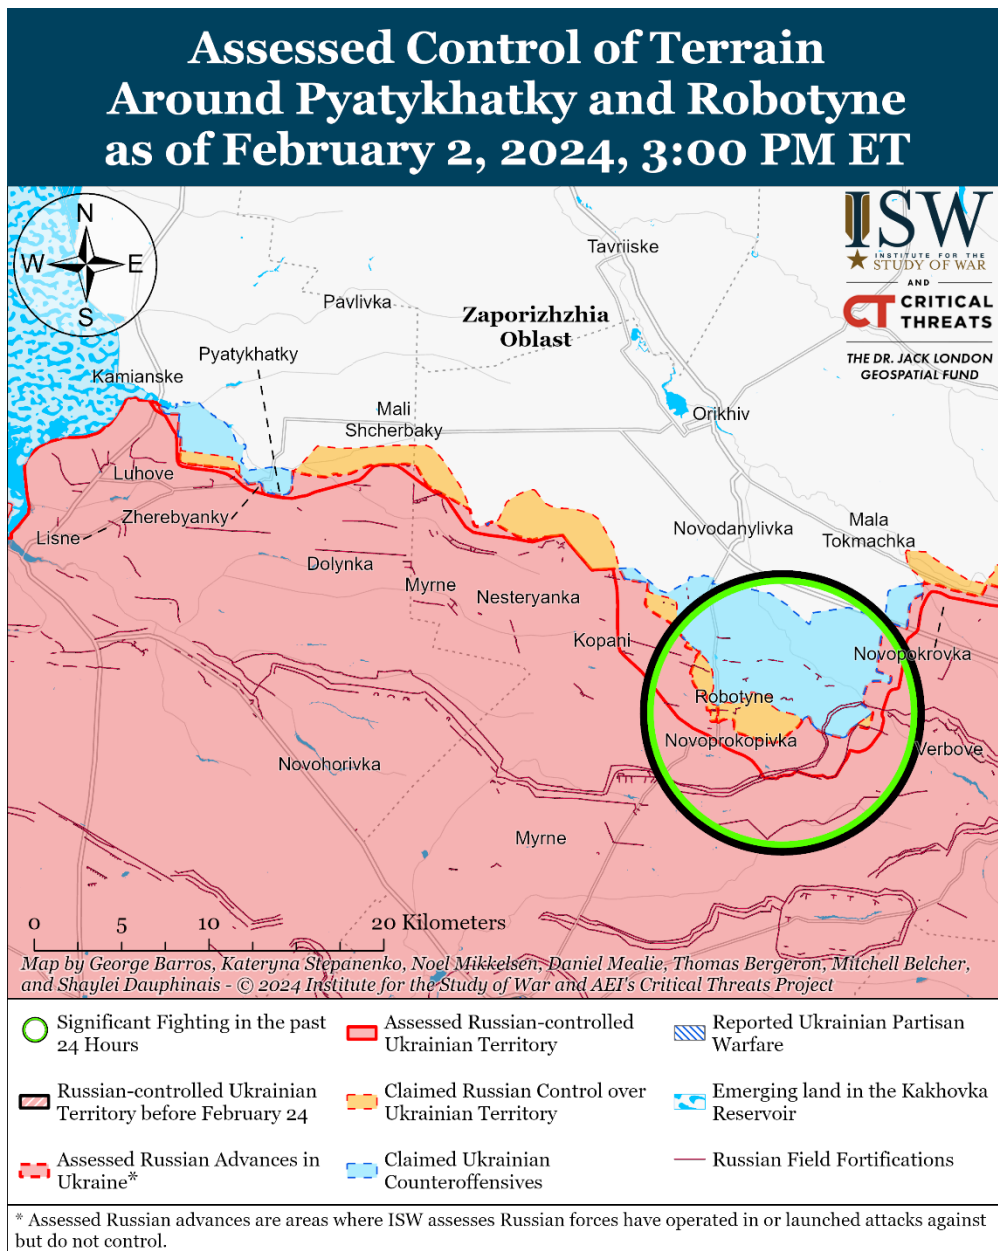 Assessed Control of Terrain
Around Pyatykhatky and Robotyne
as of February 2, 2024, 3:00 PM ET
N
W
E
S
ISW
INSTITUTE FOR THE
STUDY OF WAR
AND
CT CRITICAL
THREATS
THE DR. JACK LONDON
GEOSPATIAL FUND
Tavriiske
Pavlivka
Zaporizhzhia
Oblast
Pyatykhatky
Kamianske
Mali
Shcherbaky
Orikhiv
Luhove
Zherebyanky
Lisne
Novodanylivka
Mala
Tokmachka
Dolynka
Myrne
Nesteryanka
Kopani
Novopokrovka
Robotyne
Novoprokopivka
Verbove
Novohorivka
Myrne
0 5 10 20 Kilometers
Map by George Barros, Kateryna Stepanenko, Noel Mikkelsen, Daniel Mealie, Thomas Bergeron, Mitchell Belcher,
and Shaylei Dauphinais - © 2024 Institute for the Study of War and AEI's Critical Threats Project
Significant Fighting in the past
24 Hours
Russian-controlled Ukrainian
Territory before February 24
Assessed Russian Advances in
Ukraine*
Assessed Russian-controlled
Ukrainian Territory
Claimed Russian Control over
Ukrainian Territory
Claimed Ukrainian
Counteroffensives
Reported Ukrainian Partisan
Warfare
Emerging land in the Kakhovka
Reservoir
Russian Field Fortifications
* Assessed Russian advances are areas where ISW assesses Russian forces have operated in or launched attacks against
but do not control.